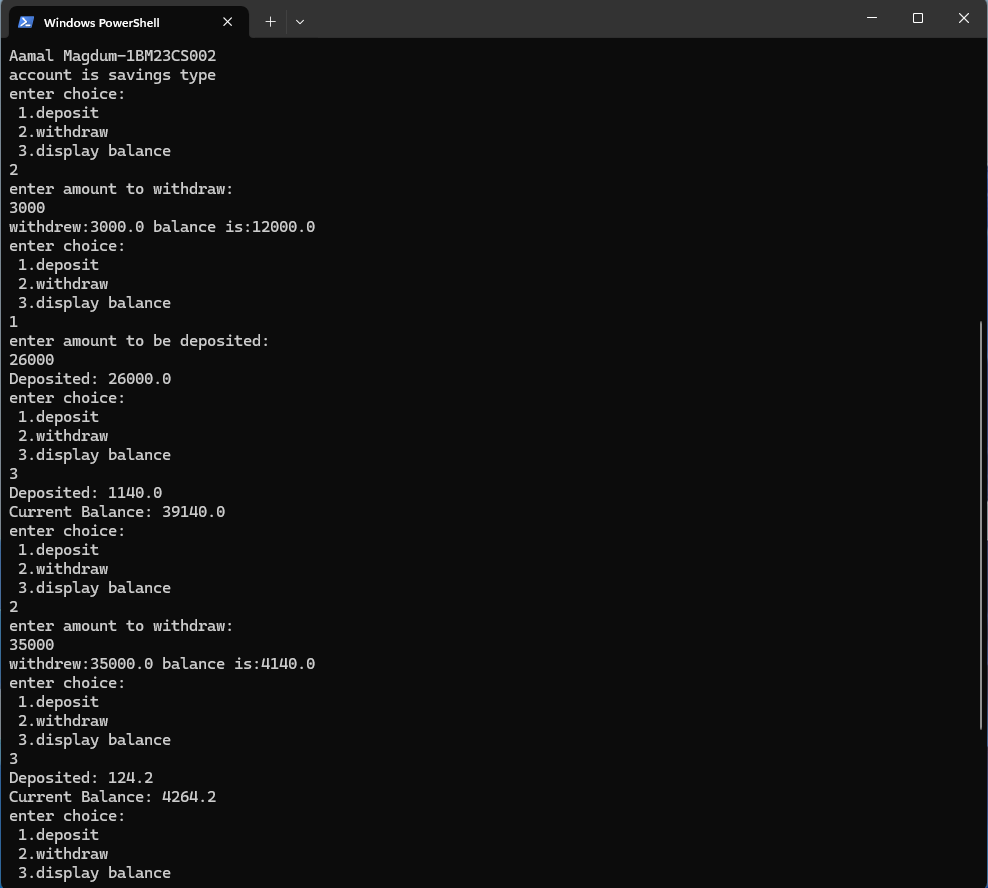 Windows PowerShell
Aamal Magdum-1BM23CS002
account is savings type
enter choice:
 1.deposit
 2.withdraw
 3.display balance
2
enter amount to withdraw:
3000
withdrew:3000.0 balance is:12000.0
enter choice:
 1.deposit
 2.withdraw
 3.display balance
1
enter amount to be deposited:
26000
Deposited: 26000.0
enter choice:
 1.deposit
 2.withdraw
 3.display balance
3
Deposited: 1140.0
Current Balance: 39140.0
enter choice:
 1.deposit
 2.withdraw
 3.display balance
2
enter amount to withdraw:
35000
withdrew:35000.0 balance is:4140.0
enter choice:
 1.deposit
 2.withdraw
 3.display balance
3
Deposited: 124.2
Current Balance: 4264.2
enter choice:
 1.deposit
 2.withdraw
 3.display balance